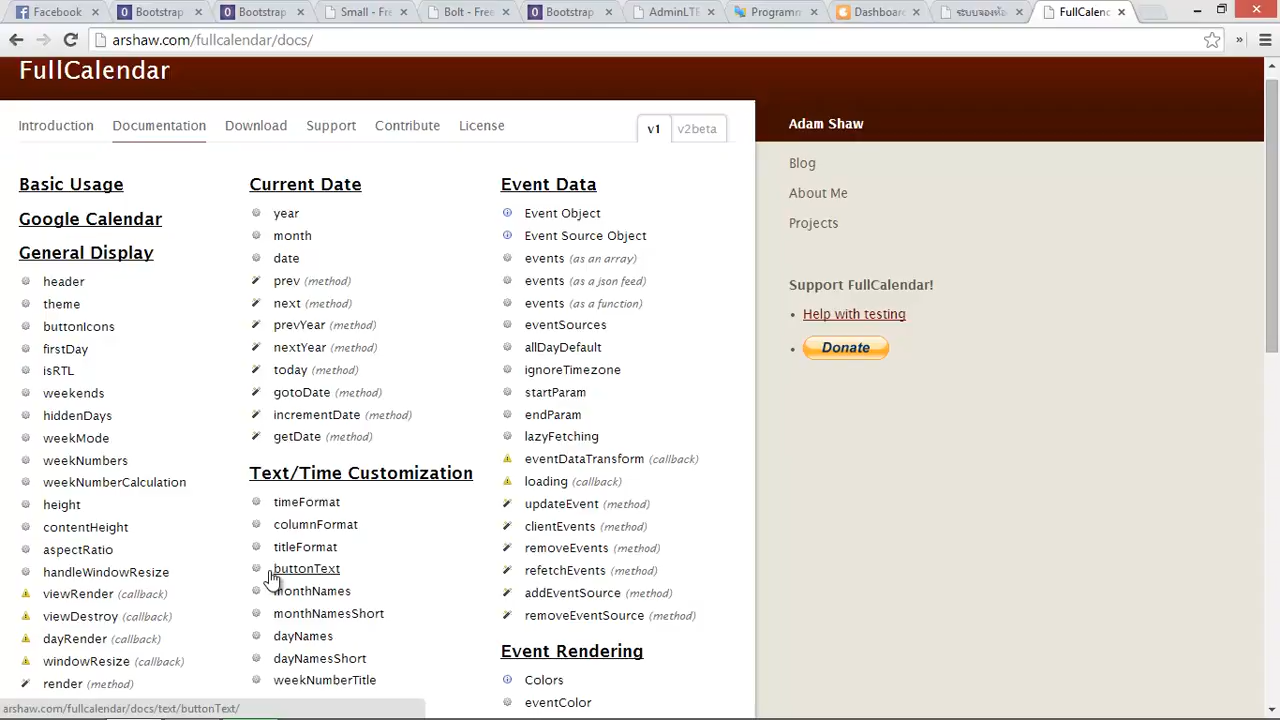 Facebook
Bootstrap
Bootstrap
Small - Fre
Bolt - Free
Bootstrap
AdminLTE
Programm
Dashboard
FullCalend
arshaw.com/fullcalendar/docs/
FullCalendar
Introduction
Documentation
Download
Support
Contribute
License
v1
v2beta
Basic Usage
Google Calendar
General Display
header
theme
buttonIcons
firstDay
isRTL
weekends
hiddenDays
weekMode
weekNumbers
weekNumberCalculation
height
contentHeight
aspectRatio
handleWindowResize
viewRender (callback)
viewDestroy (callback)
dayRender (callback)
windowResize (callback)
render (method)
Current Date
year
month
date
prev (method)
next (method)
prevYear (method)
nextYear (method)
today (method)
gotoDate (method)
incrementDate (method)
getDate (method)
Text/Time Customization
timeFormat
columnFormat
titleFormat
buttonText
monthNames
monthNamesShort
dayNames
dayNamesShort
weekNumberTitle
Event Data
Event Object
Event Source Object
events (as an array)
events (as a json feed)
events (as a function)
eventSources
allDayDefault
ignoreTimezone
startParam
endParam
lazyFetching
eventDataTransform (callback)
loading (callback)
updateEvent (method)
clientEvents (method)
removeEvents (method)
refetchEvents (method)
addEventSource (method)
removeEventSource (method)
Event Rendering
Colors
eventColor
Adam Shaw
Blog
About Me
Projects
Support FullCalendar!
Help with testing
Donate
arshaw.com/fullcalendar/docs/text/buttonText/